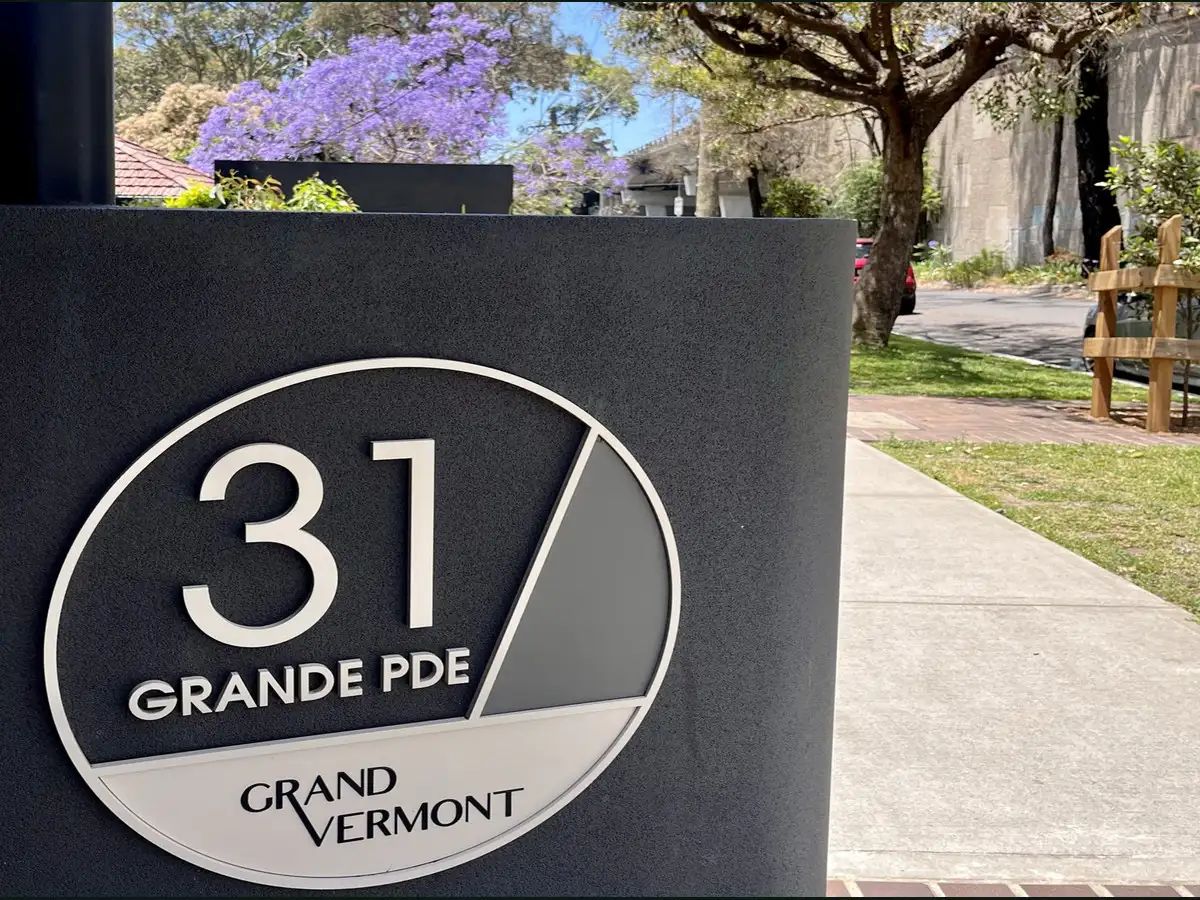 31
GRANDE PDE
GRAND
VERMONT